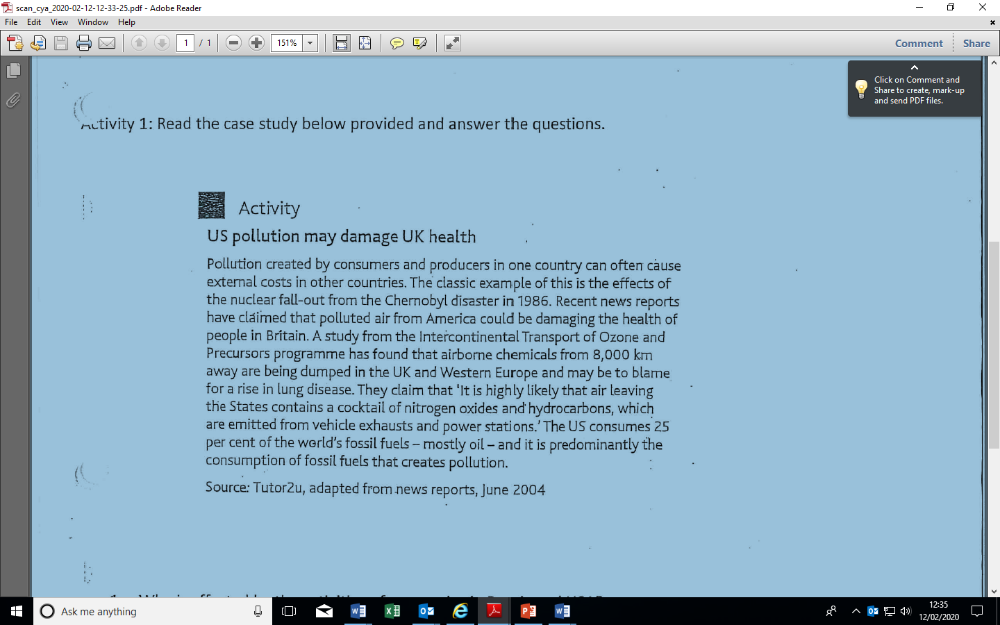 scan_cya_2020-02-12-12-33-25.pdf - Adobe Reader
File Edit View Window Help
1 / 1 151% Comment Share
Click on Comment and
Share to create, mark-up
and send PDF files.
Activity 1: Read the case study below provided and answer the questions.
Activity
US pollution may damage UK health
Pollution created by consumers and producers in one country can often cause
external costs in other countries. The classic example of this is the effects of
the nuclear fall-out from the Chernobyl disaster in 1986. Recent news reports
have claimed that polluted air from America could be damaging the health of
people in Britain. A study from the Intercontinental Transport of Ozone and
Precursors programme has found that airborne chemicals from 8,000 km
away are being dumped in the UK and Western Europe and may be to blame
for a rise in lung disease. They claim that 'It is highly likely that air leaving
the States contains a cocktail of nitrogen oxides and hydrocarbons, which
are emitted from vehicle exhausts and power stations.' The US consumes 25
per cent of the world's fossil fuels – mostly oil – and it is predominantly the
consumption of fossil fuels that creates pollution.
Source: Tutor2u, adapted from news reports, June 2004
Ask me anything
12:35
12/02/2020